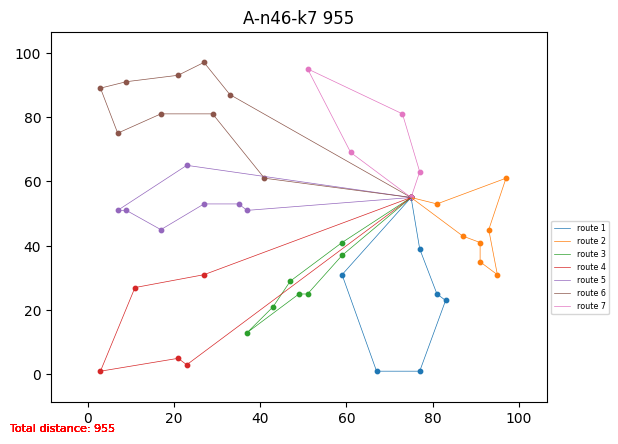 A-n46-k7 955
100
80
60
40
20
0
0 20 40 60 80 100
route 1
route 2
route 3
route 4
route 5
route 6
route 7
Total distance: 955